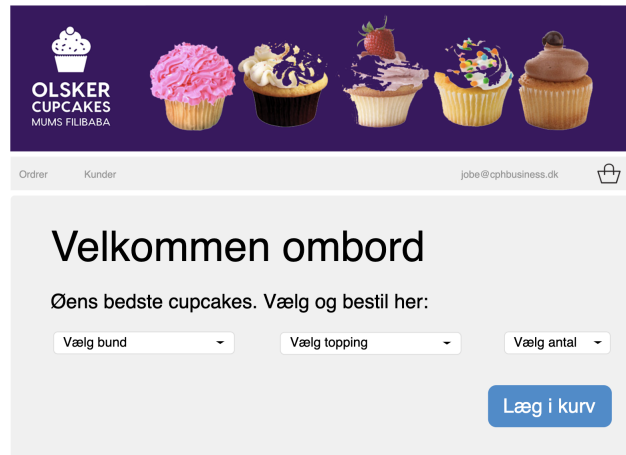 OLSKER
CUPCAKES
MUMS FILIBABA
Ordrer Kunder jobe@cphbusiness.dk
Velkommen ombord
Øens bedste cupcakes. Vælg og bestil her:
Vælg bund Vælg topping Vælg antal
Læg i kurv